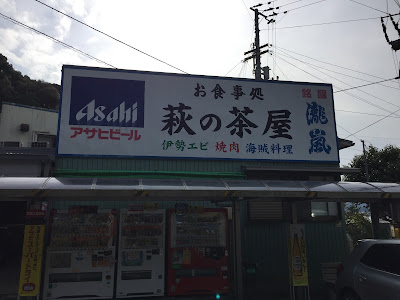 Asahi
アサヒビール
お食事処
萩の茶屋
伊勢エビ 焼肉 海賊料理
銘醸
瀧嵐